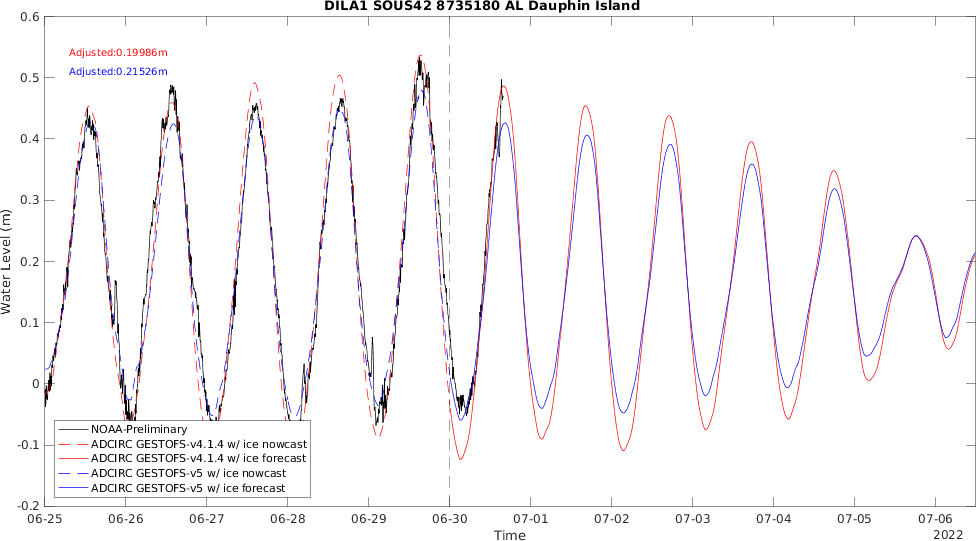 DILA1 SOUS42 8735180 AL Dauphin Island
0.6
Adjusted:0.19986m
Adjusted:0.21526m
0.5
0.4
0.3
0.2
0.1
0
-0.1
-0.2
Water Level (m)
NOAA-Preliminary
ADCIRC GESTOFS-v4.1.4 w/ ice nowcast
ADCIRC GESTOFS-v4.1.4 w/ ice forecast
ADCIRC GESTOFS-v5 w/ ice nowcast
ADCIRC GESTOFS-v5 w/ ice forecast
06-25 06-26 06-27 06-28 06-29 06-30 07-01 07-02 07-03 07-04 07-05 07-06
Time
2022